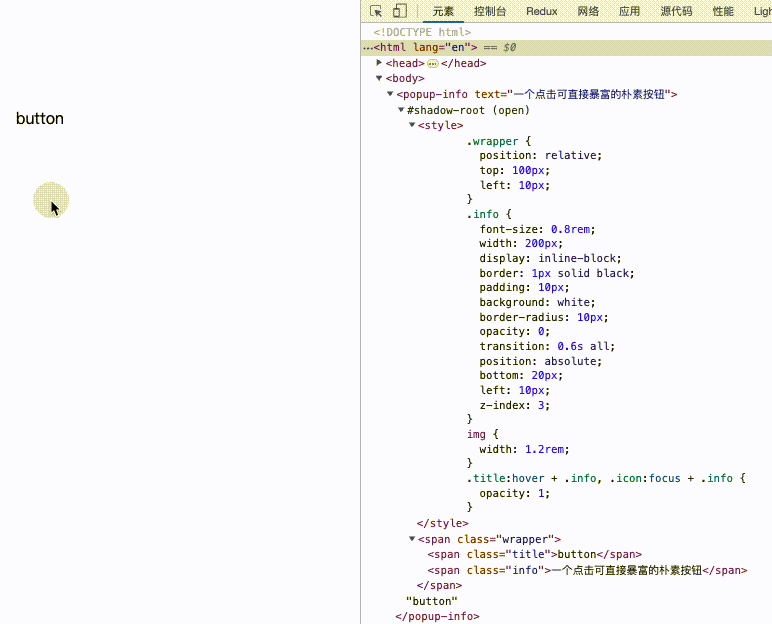 元素 控制台 Redux 网络 应用 源代码 性能 Ligh
<!DOCTYPE html>
button
<html lang="en"> == $0
<head>…</head>
<body>
<popup-info text="一个点击可直接暴富的朴素按钮">
#shadow-root (open)
<style>
.wrapper {
position: relative;
top: 100px;
left: 10px;
}
.info {
font-size: 0.8rem;
width: 200px;
display: inline-block;
border: 1px solid black;
padding: 10px;
background: white;
border-radius: 10px;
opacity: 0;
transition: 0.6s all;
position: absolute;
bottom: 20px;
left: 10px;
z-index: 3;
}
img {
width: 1.2rem;
}
.title:hover + .info, .icon:focus + .info {
opacity: 1;
}
</style>
<span class="wrapper">
<span class="title">button</span>
<span class="info">一个点击可直接暴富的朴素按钮</span>
</span>
"button"
</popup-info>